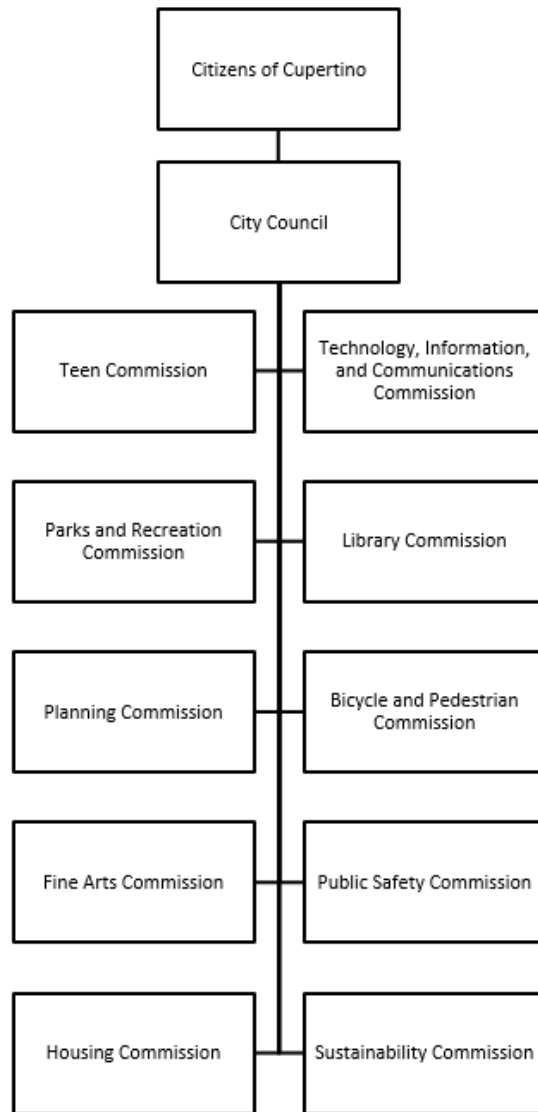 Citizens of Cupertino
City Council
Teen Commission
Technology, Information,
and Communications
Commission
Parks and Recreation
Commission
Library Commission
Planning Commission
Bicycle and Pedestrian
Commission
Fine Arts Commission
Public Safety Commission
Housing Commission
Sustainability Commission